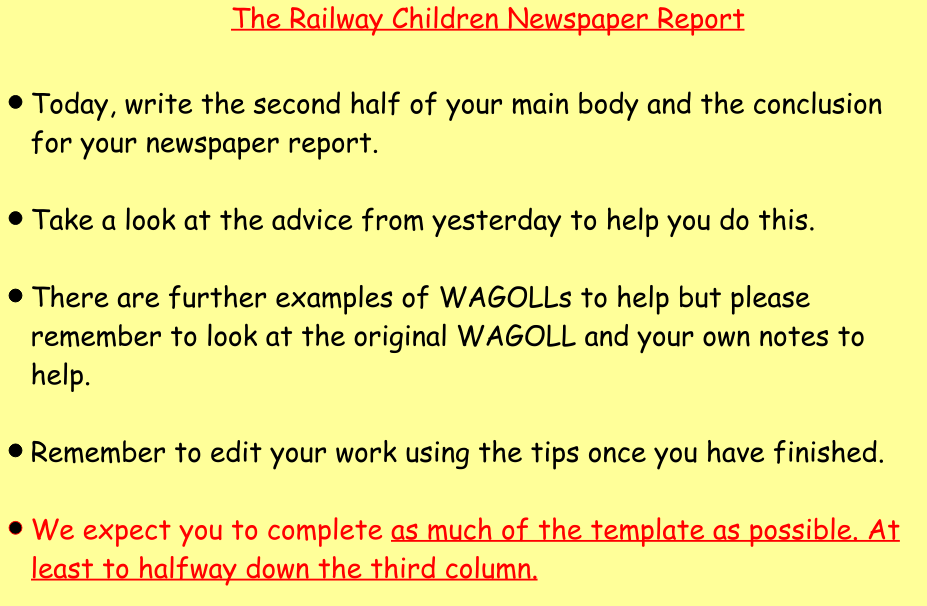 The Railway Children Newspaper Report
• Today, write the second half of your main body and the conclusion
for your newspaper report.
• Take a look at the advice from yesterday to help you do this.
• There are further examples of WAGOLLs to help but please
remember to look at the original WAGOLL and your own notes to
help.
• Remember to edit your work using the tips once you have finished.
• We expect you to complete as much of the template as possible. At
least to halfway down the third column.